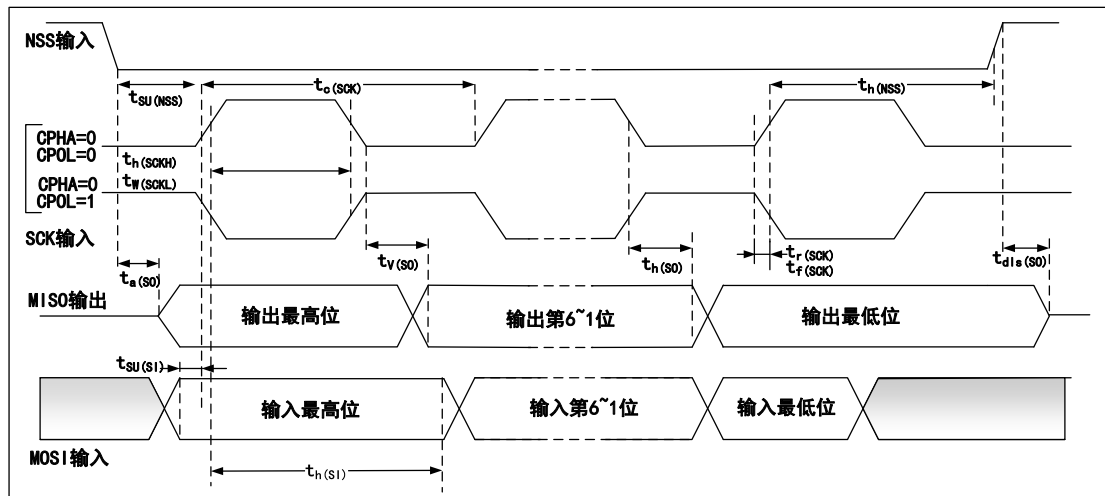 NSS输入
tSU(NSS)
tc(SCK)
th(NSS)
CPHA=0
CPOL=0
th(SCKH)
CPHA=0
tW(SCKL)
CPOL=1
SCK输入
ta(SO)
tV(SO)
th(SO)
tr(SCK)
tf(SCK)
tdis(SO)
MISO输出
输出最高位
输出第6~1位
输出最低位
tSU(SI)
输入最高位
输入第6~1位
输入最低位
MOSI输入
th(SI)